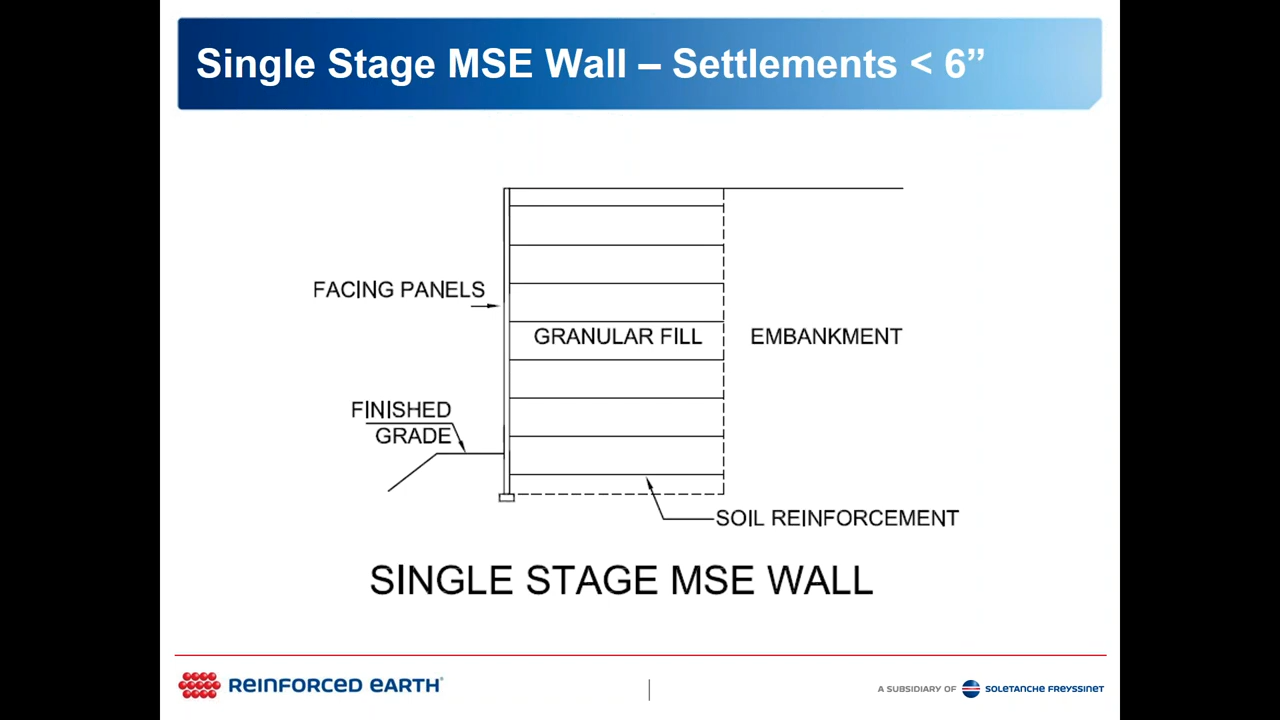 Single Stage MSE Wall – Settlements < 6”
FACING PANELS
GRANULAR FILL
EMBANKMENT
FINISHED
GRADE
SOIL REINFORCEMENT
SINGLE STAGE MSE WALL
REINFORCED EARTH®
A SUBSIDIARY OF SOLETANCHE FREYSSINET